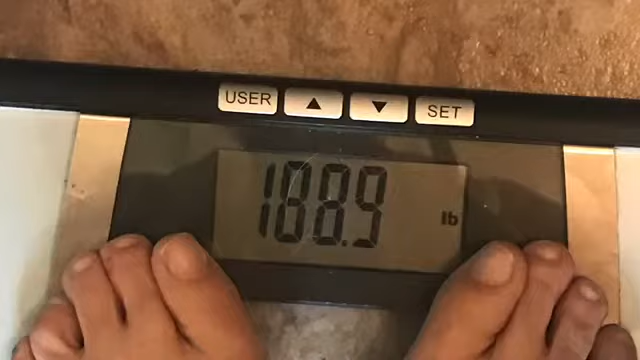 USER ▲ ▼ SET
188.9 lb